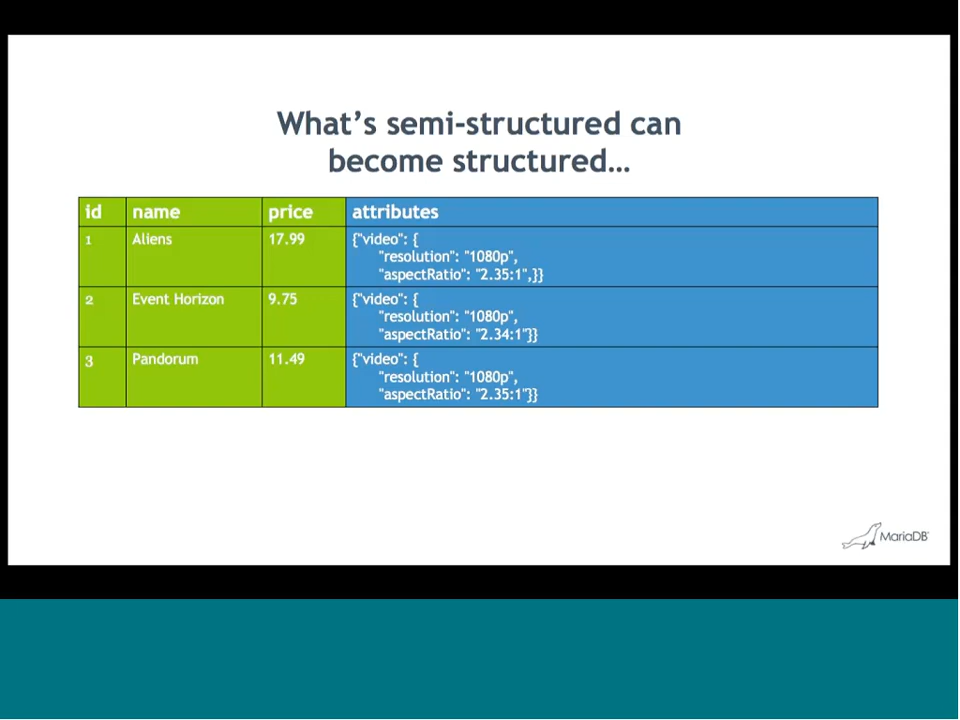 What's semi-structured can
become structured…
id name price attributes
1 Aliens 17.99 {"video": {
"resolution": "1080p",
"aspectRatio": "2.35:1",}}
2 Event Horizon 9.75 {"video": {
"resolution": "1080p",
"aspectRatio": "2.34:1"}}
3 Pandorum 11.49 {"video": {
"resolution": "1080p",
"aspectRatio": "2.35:1"}}
MariaDB